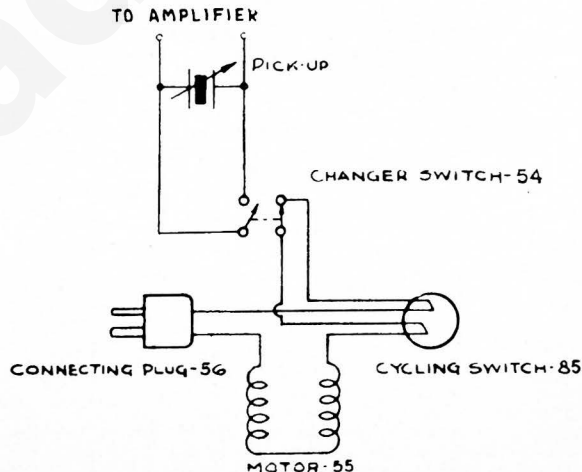 TO AMPLIFIER
PICK-UP
CHANGER SWITCH-54
CONNECTING PLUG-56
CYCLING SWITCH-85
MOTOR-55